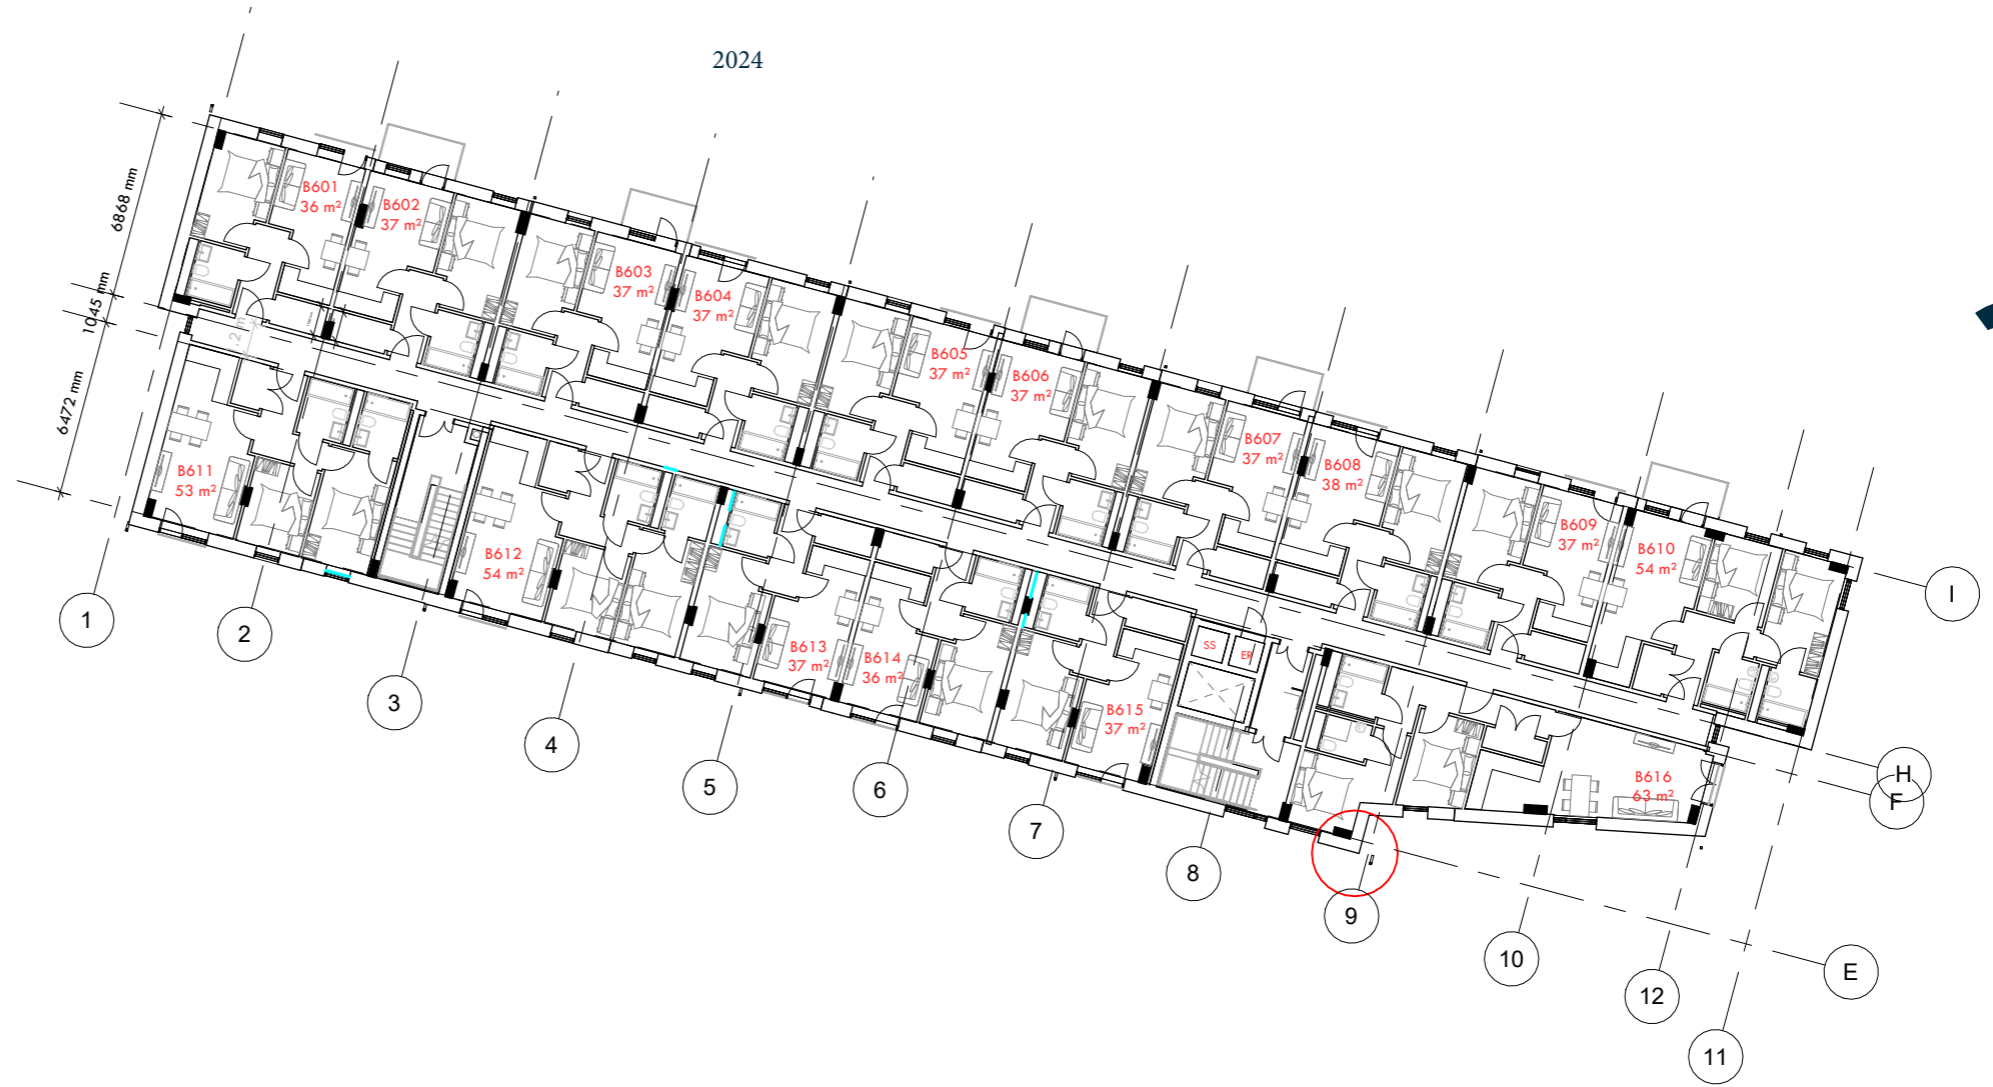 2024
6868 mm
1045 mm
6472 mm
B601
36 m²
B602
37 m²
B603
37 m²
B604
37 m²
B605
37 m²
B606
37 m²
B607
37 m²
B608
38 m²
B609
37 m²
B610
54 m²
B611
53 m²
B612
54 m²
B613
37 m²
B614
36 m²
B615
37 m²
SS
ER
B616
63 m²
1
2
3
4
5
6
7
8
9
10
12
11
I
H
F
E